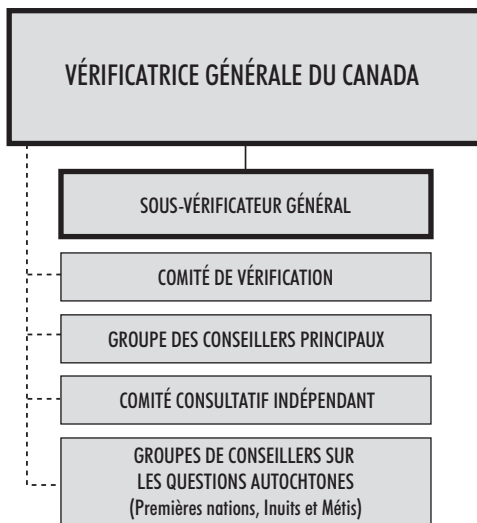 VÉRIFICATRICE GÉNÉRALE DU CANADA
SOUS-VÉRIFICATEUR GÉNÉRAL
COMITÉ DE VÉRIFICATION
GROUPE DES CONSEILLERS PRINCIPAUX
COMITÉ CONSULTATIF INDÉPENDANT
GROUPES DE CONSEILLERS SUR
LES QUESTIONS AUTOCHTONES
(Premières nations, Inuits et Métis)